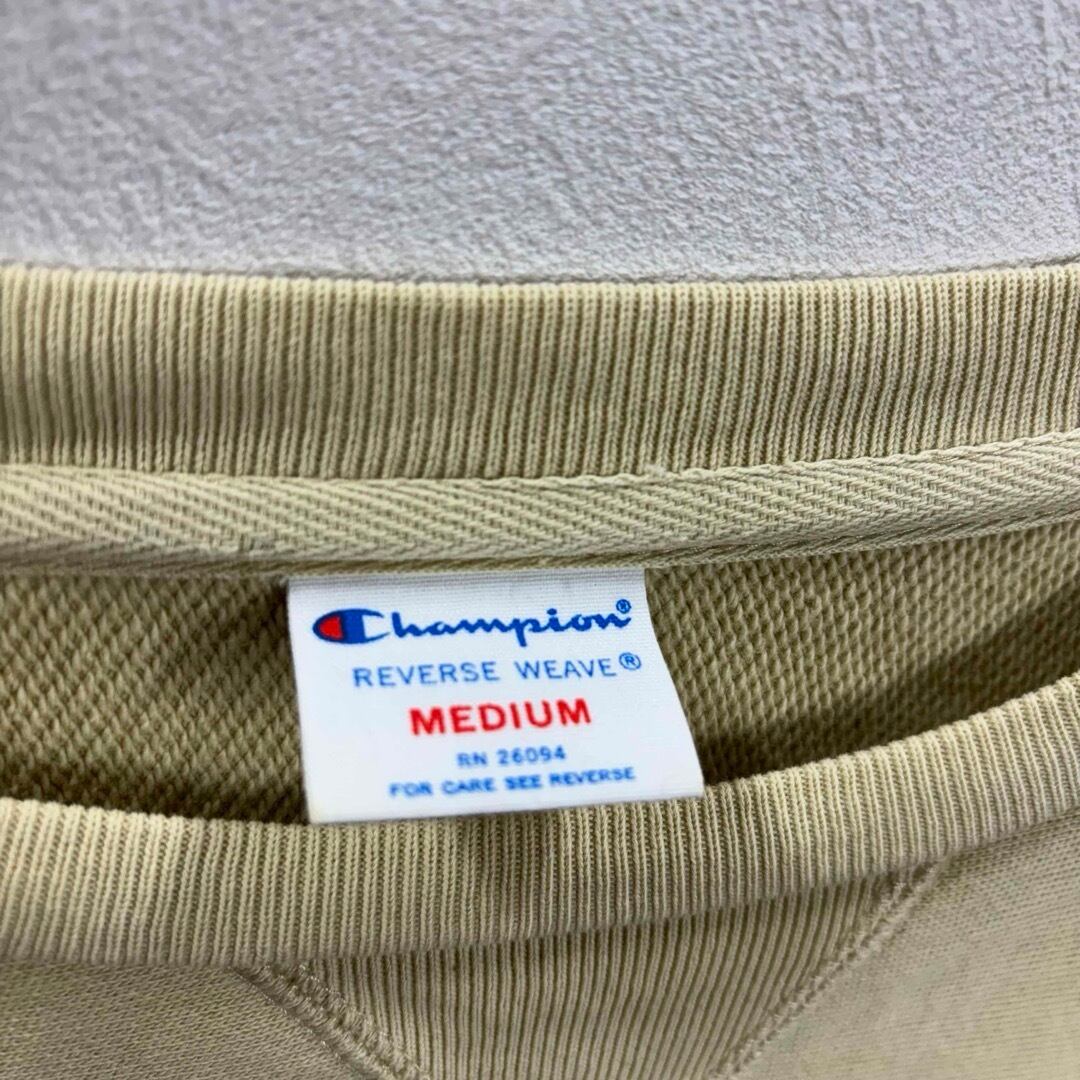 Champion®
REVERSE WEAVE®
MEDIUM
RN 26094
FOR CARE SEE REVERSE